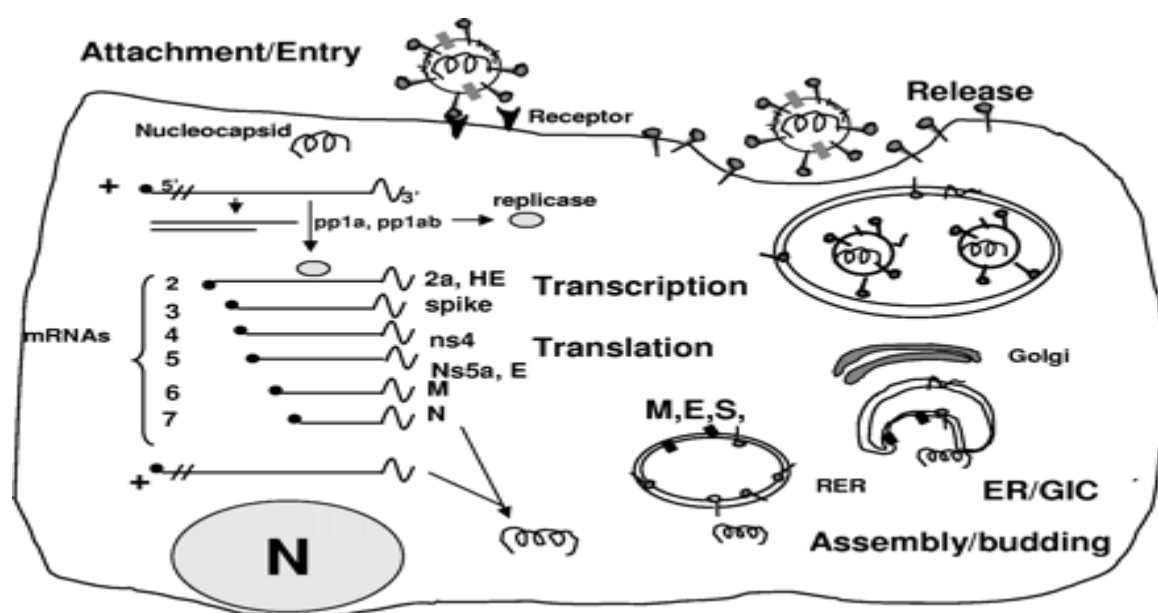 Attachment/Entry
Receptor
Release
Nucleocapsid
+ 5' 3'
pp1a, pp1ab
replicase
mRNAs
2 2a, HE
3 spike
4 ns4
5 Ns5a, E
6 M
7 N
+
Transcription
Translation
Golgi
M,E,S,
RER
ER/GIC
Assembly/budding
N